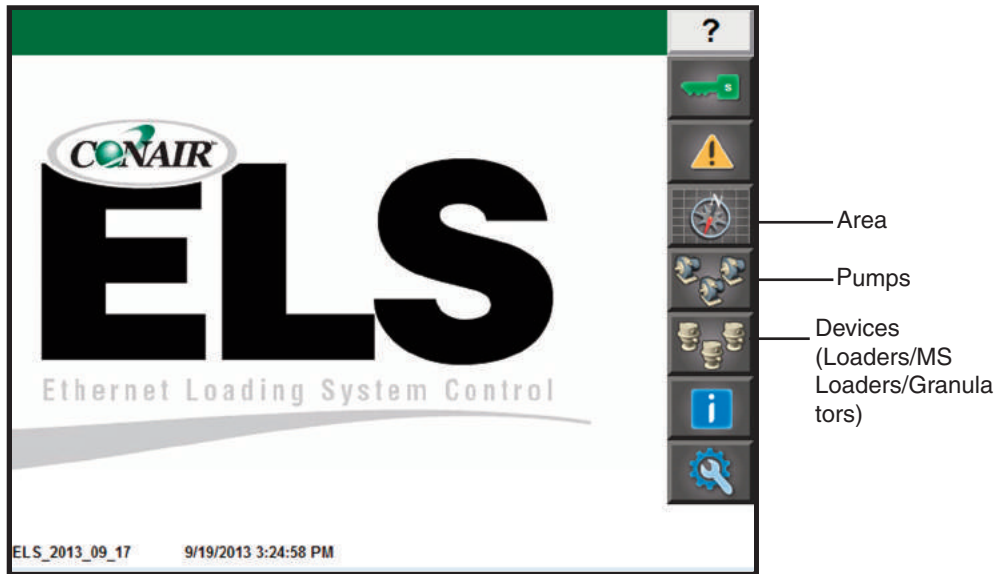 ?
S
CONAIR
N
Area
ELS
Pumps
Devices
(Loaders/MS
Loaders/Granula
tors)
Ethernet Loading System Control
i
ELS_2013_09_17 9/19/2013 3:24:58 PM